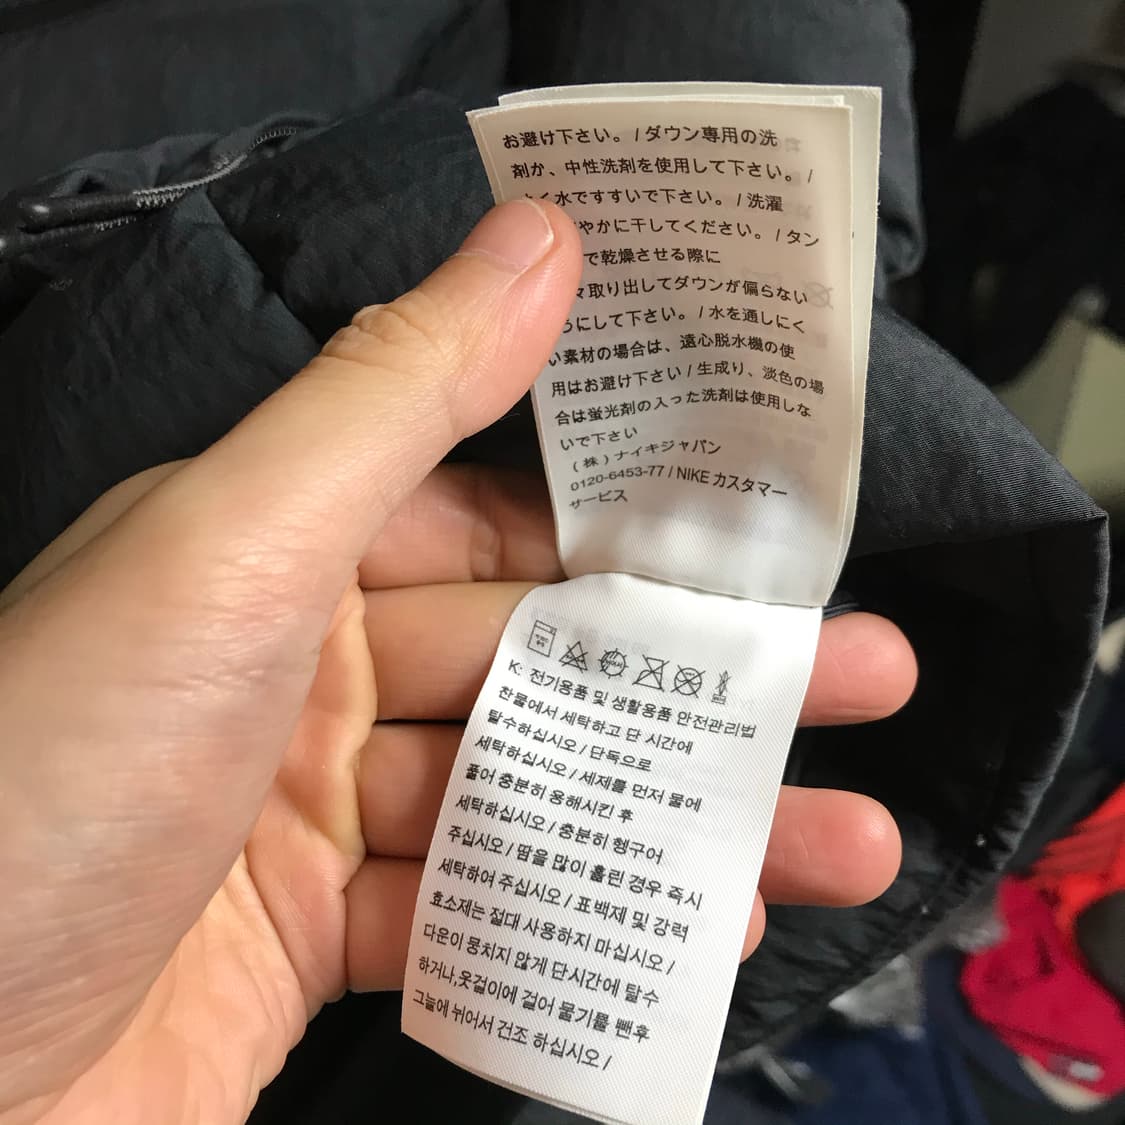 お避け下さい。/ダウン専用の洗
剤か、中性洗剤を使用して下さい。/
く水ですすいで下さい。/洗濯
やかに干してください。/タン
で乾燥させる際に
々取り出してダウンが偏らない
うにして下さい。/水を通しにく
い素材の場合は、遠心脱水機の使
用はお避け下さい/生成り、淡色の場
合は蛍光剤の入った洗剤は使用しな
いで下さい
(株)ナイキジャパン
0120-6453-77/NIKEカスタマー
サービス
K: 전기용품 및 생활용품 안전관리법
찬물에서 세탁하고 단 시간에
탈수하십시오/단독으로
세탁하십시오/세제를 먼저 물에
풀어 충분히 용해시킨 후
세탁하십시오/충분히 헹구어
주십시오/땀을 많이 흘린 경우 즉시
세탁하여 주십시오/표백제 및 강력
효소제는 절대 사용하지 마십시오/
다운이 뭉치지 않게 단시간에 탈수
하거나,옷걸이에 걸어 물기를 뺀후
그늘에 뉘어서 건조 하십시오/